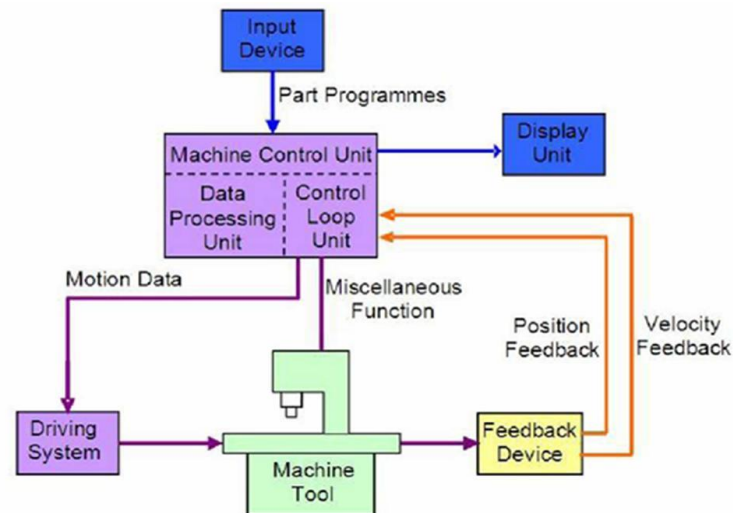 Input
Device
Part Programmes
Machine Control Unit
Display
Unit
Data
Processing
Unit
Control
Loop
Unit
Motion Data
Miscellaneous
Function
Position
Feedback
Velocity
Feedback
Driving
System
Machine
Tool
Feedback
Device